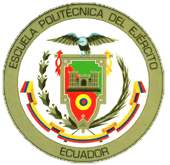 ESCUELA POLITÉCNICA DEL EJÉRCITO
ECUADOR